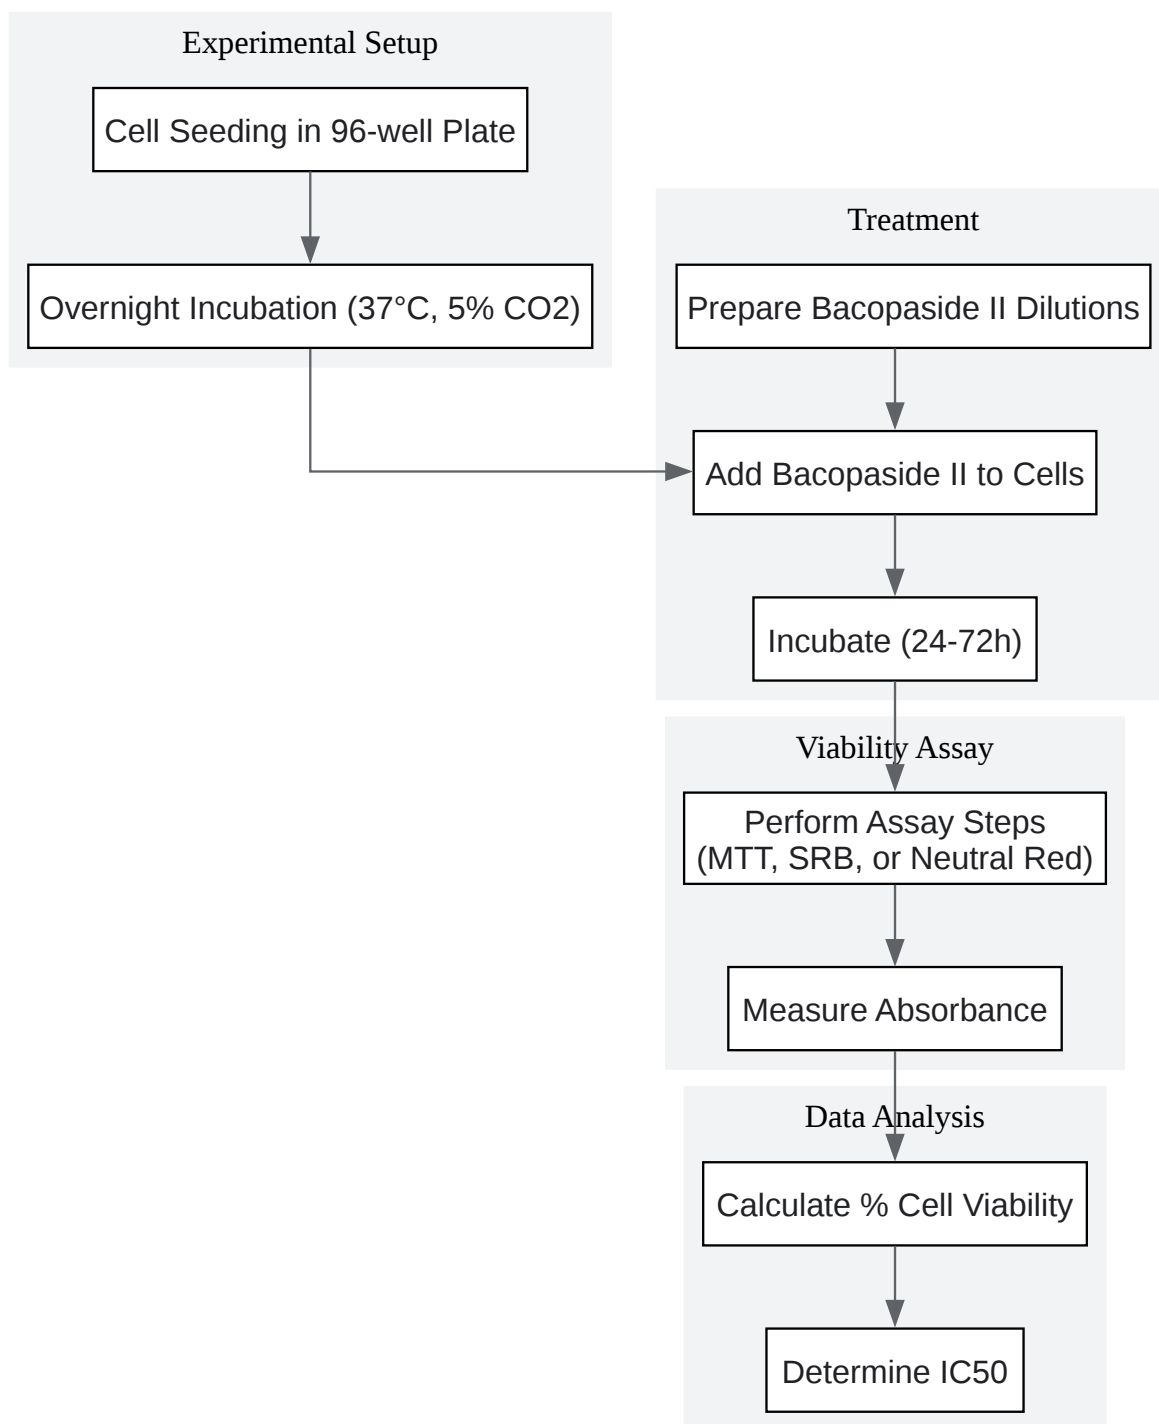 Experimental Setup
Cell Seeding in 96-well Plate
Overnight Incubation (37°C, 5% CO2)
Treatment
Prepare Bacopaside II Dilutions
Add Bacopaside II to Cells
Incubate (24-72h)
Viability Assay
Perform Assay Steps
(MTT, SRB, or Neutral Red)
Measure Absorbance
Data Analysis
Calculate % Cell Viability
Determine IC50